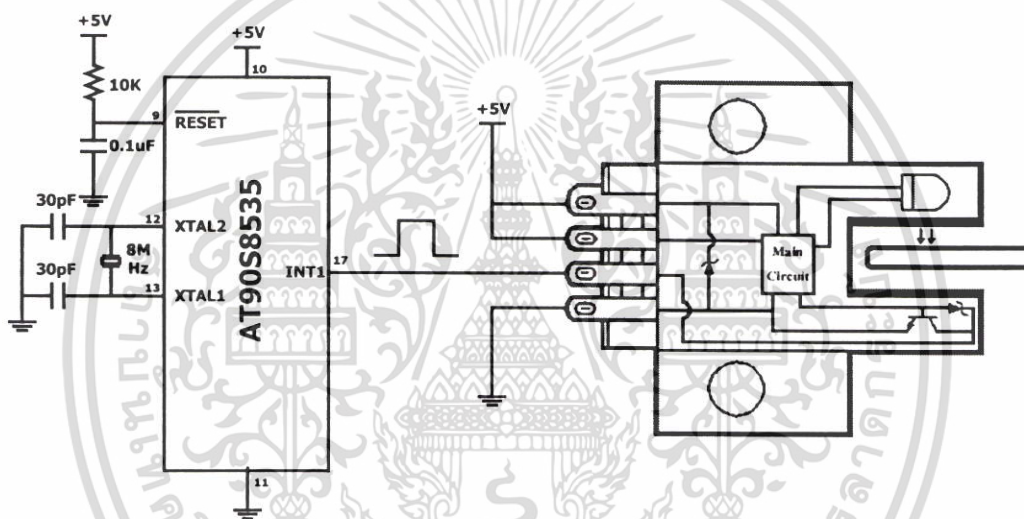 +5V
10K
0.1uF
30pF
30pF
8M
Hz
+5V
10
9
RESET
12
XTAL2
13
XTAL1
AT90S8535
INT1
17
11
+5V
Main
Circuit